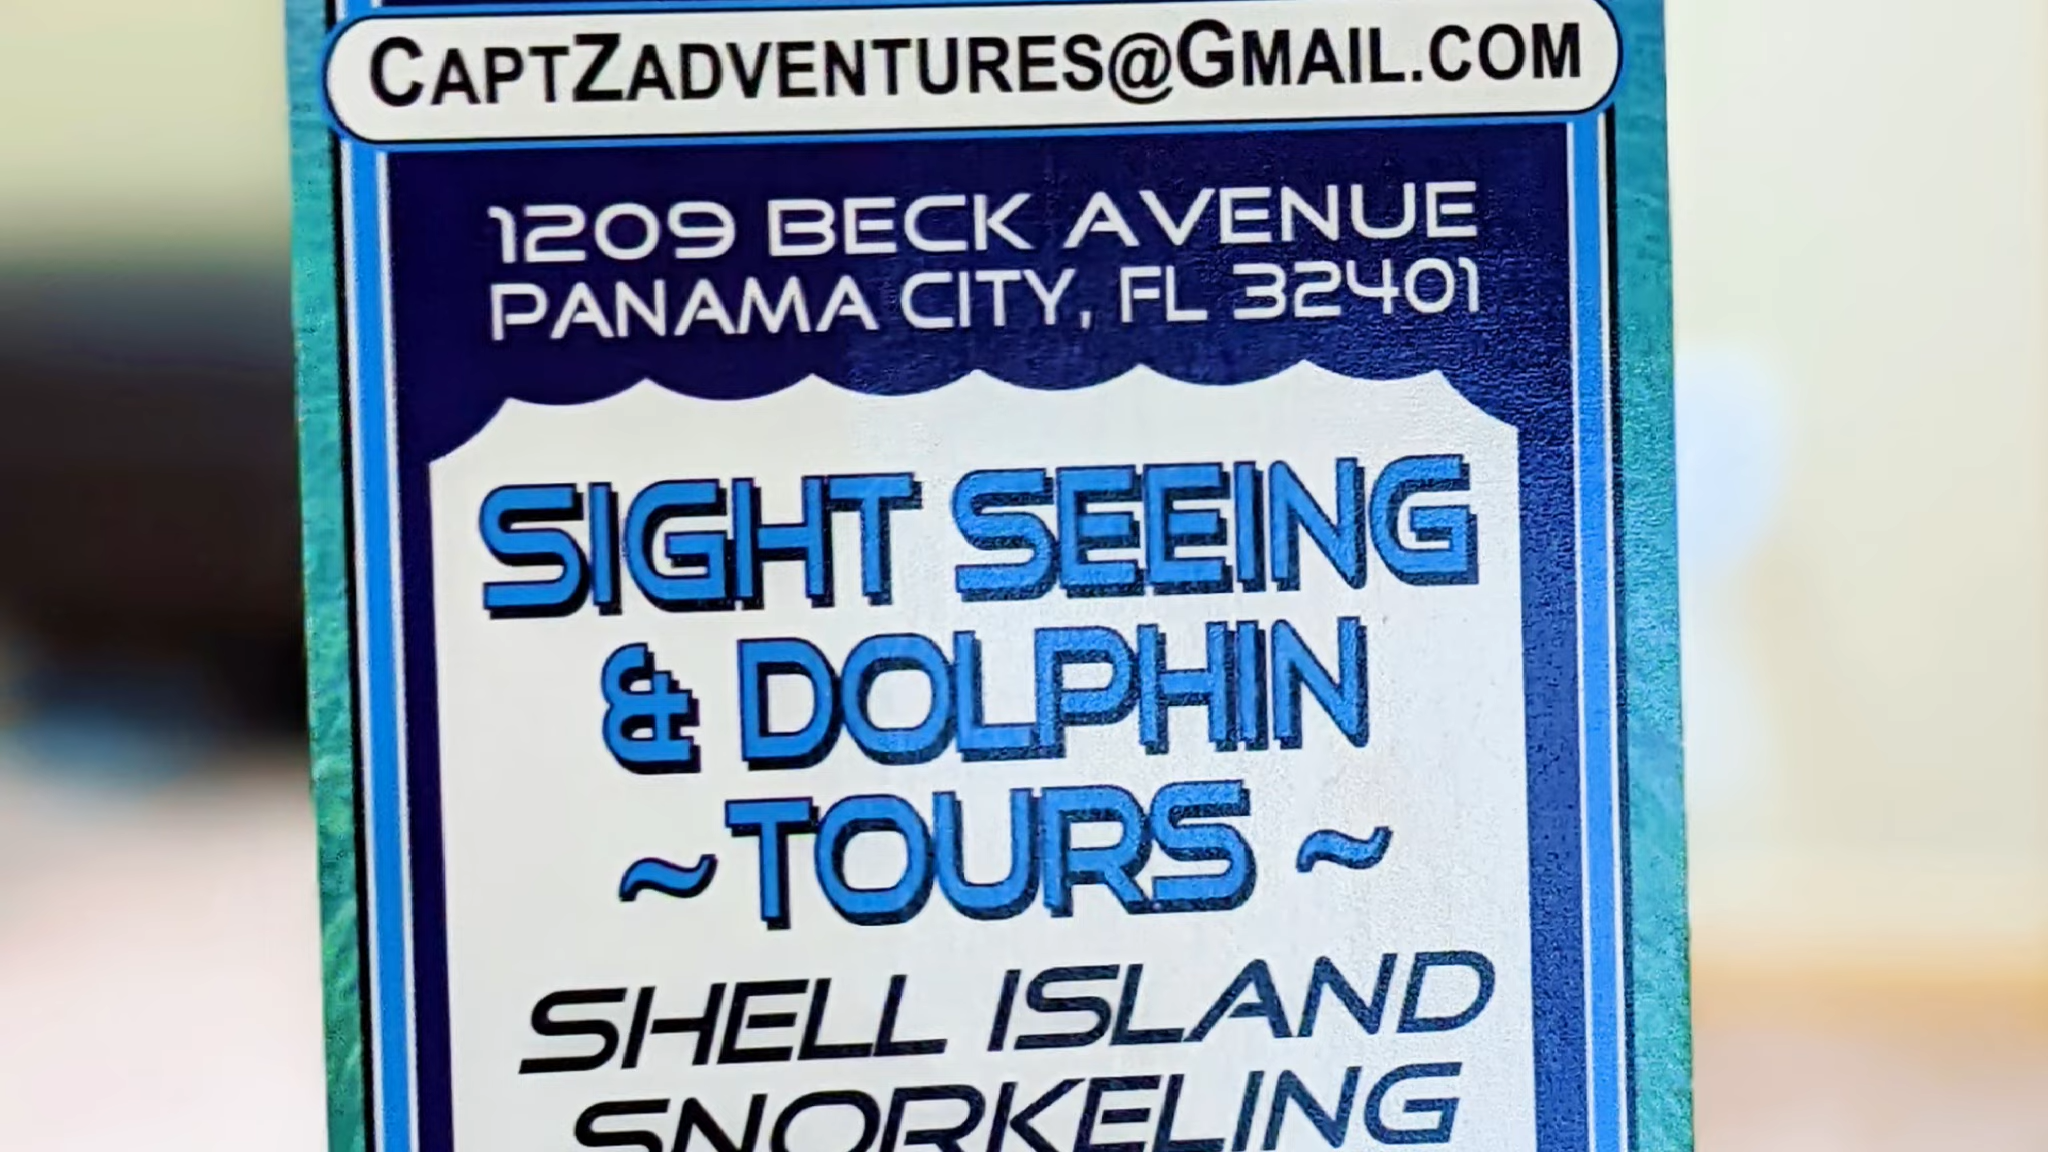 CAPTZADVENTURES@GMAIL.COM
1209 BECK AVENUE
PANAMA CITY, FL 32401
SIGHT SEEING
& DOLPHIN
~TOURS~
SHELL ISLAND
SNORKELING